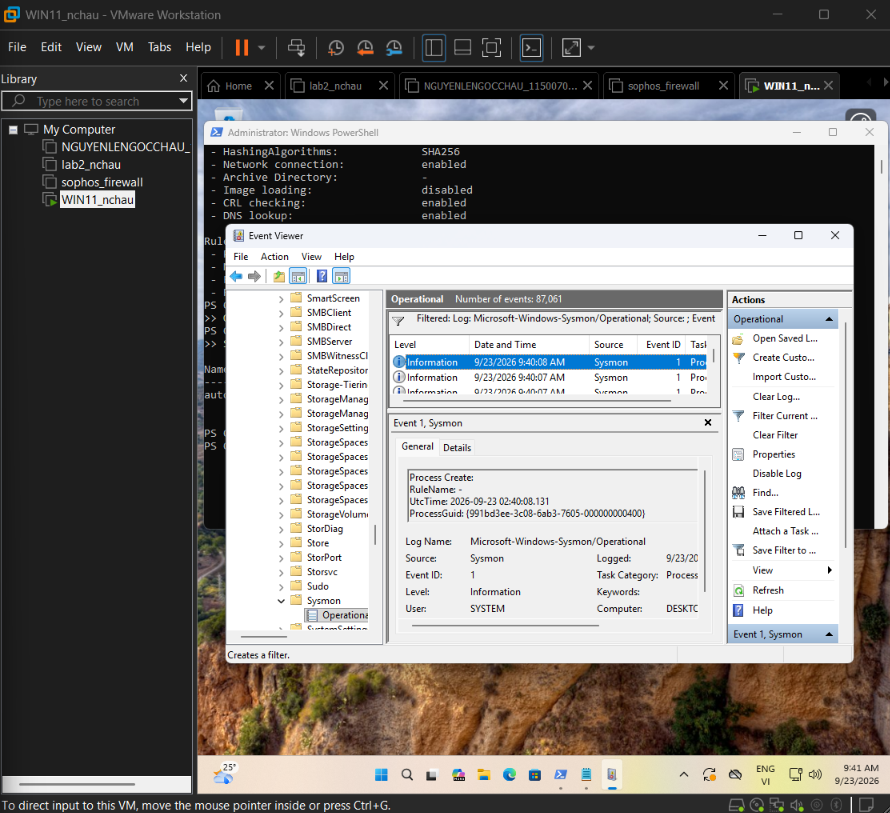 WIN11_nchau - VMware Workstation
File Edit View VM Tabs Help
Library X
Type here to search
My Computer
NGUYENLENGOCCHAU_
lab2_nchau
sophos_firewall
WIN11_nchau
Home
lab2_nchau
NGUYENLENGOCCHAU_1150070...
sophos_firewall
WIN11_n...
Administrator: Windows PowerShell
- HashingAlgorithms: SHA256
- Network connection: enabled
- Archive Directory: -
- Image loading: disabled
- CRL checking: enabled
- DNS lookup: enabled
Rul
PS
>>
PS
>>
Nam
----
aut
PS
PS
Event Viewer
File Action View Help
SmartScreen
SMBClient
SMBDirect
SMBServer
SMBWitnessCl
StateRepositor
Storage-Tierin
StorageManag
StorageManag
StorageSetting
StorageSpaces
StorageSpaces
StorageSpaces
StorageSpaces
StorageSpaces
StorageVolum
StorDiag
Store
StorPort
Storsvc
Sudo
Sysmon
Operationa
SystemSetting
Operational Number of events: 87,061
Filtered: Log: Microsoft-Windows-Sysmon/Operational; Source: ; Event
Level Date and Time Source Event ID Task
Information 9/23/2026 9:40:08 AM Sysmon 1 Pro
Information 9/23/2026 9:40:07 AM Sysmon 1 Pro
Information 9/23/2026 9:40:07 AM Sysmon 1 Pro
Event 1, Sysmon
General Details
Process Create:
RuleName: -
UtcTime: 2026-09-23 02:40:08.131
ProcessGuid: {991bd3ee-3c08-6ab3-7605-000000000400}
Log Name: Microsoft-Windows-Sysmon/Operational
Source: Sysmon Logged: 9/23/20
Event ID: 1 Task Category: Process
Level: Information Keywords:
User: SYSTEM Computer: DESKTO
Actions
Operational
Open Saved L...
Create Custo...
Import Custo...
Clear Log...
Filter Current ...
Clear Filter
Properties
Disable Log
Find...
Save Filtered L...
Attach a Task ...
Save Filter to ...
View
Refresh
Help
Event 1, Sysmon
Creates a filter.
25°
ENG
VI
9:41 AM
9/23/2026
To direct input to this VM, move the mouse pointer inside or press Ctrl+G.